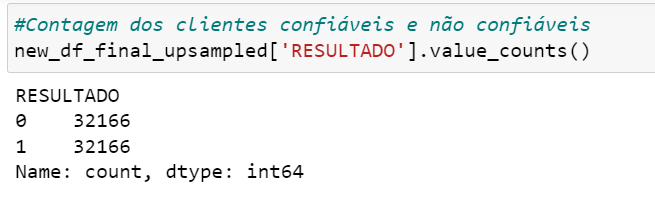 #Contagem dos clientes confiáveis e não confiáveis
new_df_final_upsampled['RESULTADO'].value_counts()
RESULTADO
0    32166
1    32166
Name: count, dtype: int64